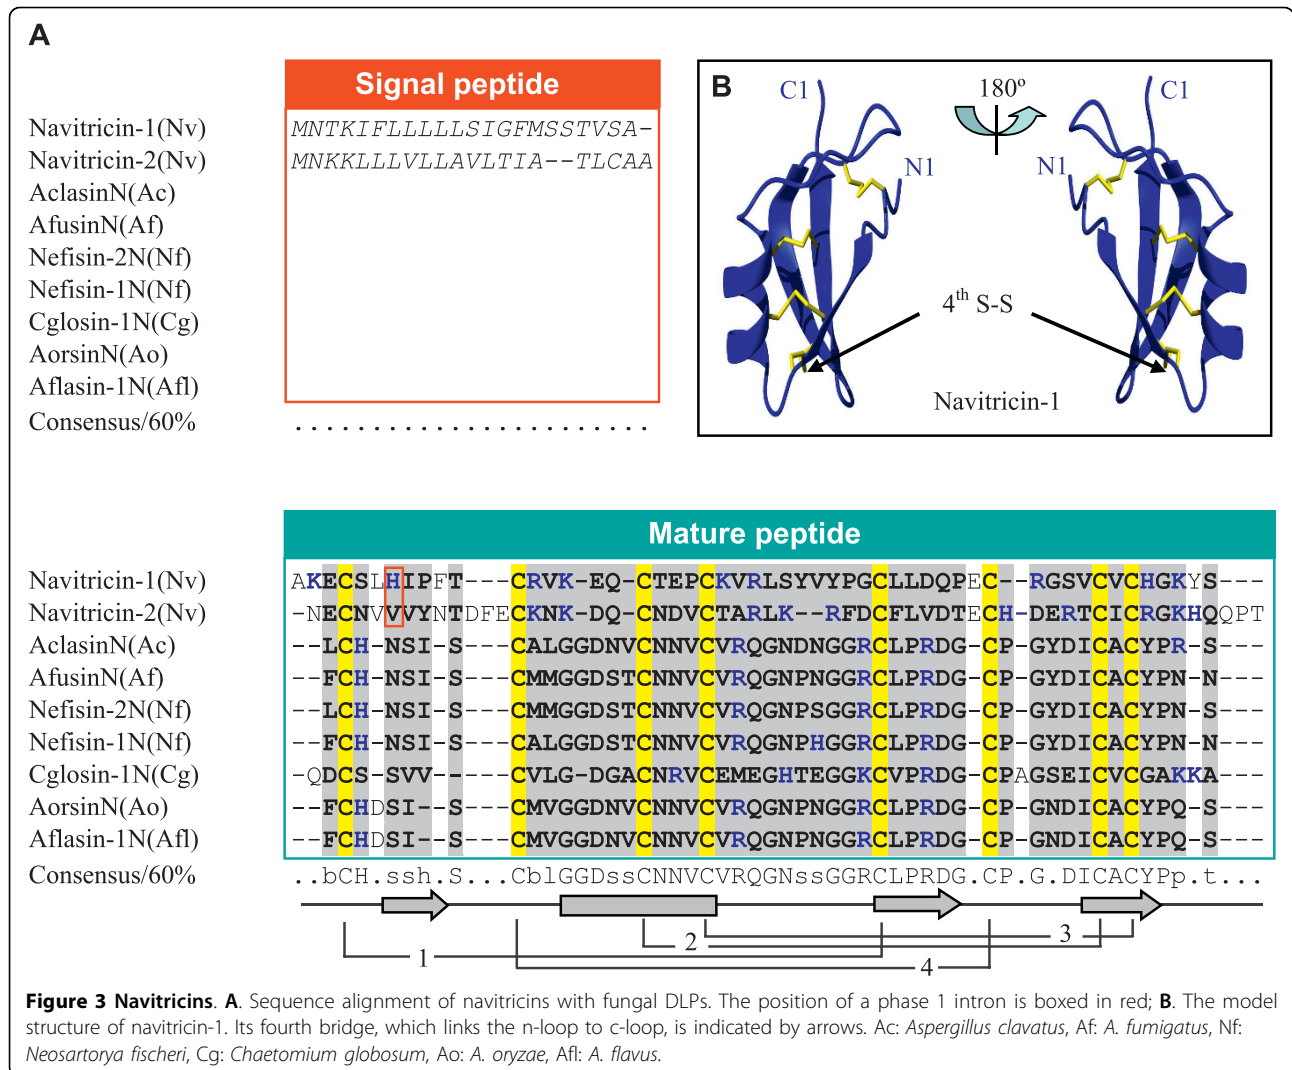 A
Signal peptide
Navitricin-1(Nv) MNTKIFLLLLLSIGFMSSTVSA-
Navitricin-2(Nv) MNKKLLLVLLAVLTIA--TLCAA
AclasinN(Ac)
AfusinN(Af)
Nefisin-2N(Nf)
Nefisin-1N(Nf)
Cglosin-1N(Cg)
AorsinN(Ao)
Aflasin-1N(Afl)
Consensus/60% .......................
B
C1
180º
C1
N1
N1
4th S-S
Navitricin-1
Mature peptide
Navitricin-1(Nv) AKECSLHIPFT---CRVK-EQ-CTEPCKVRLSYVYPGCLLDQPEC--RGSVCVCHGKYS---
Navitricin-2(Nv) -NECNVVVYNTDFECKNK-DQ-CNDVCTARLK--RFDCFLVDTECH-DERTCICRGKHQQPT
AclasinN(Ac) --LCH-NSI-S---CALGGDNVCNNVCVRQGNDNGGRCLPRDG-CP-GYDICACYPR-S---
AfusinN(Af) --FCH-NSI-S---CMMGGDSTCNNVCVRQGNPNGGRCLPRDG-CP-GYDICACYPN-N---
Nefisin-2N(Nf) --LCH-NSI-S---CMMGGDSTCNNVCVRQGNPSGGRCLPRDG-CP-GYDICACYPN-S---
Nefisin-1N(Nf) --FCH-NSI-S---CALGGDSTCNNVCVRQGNPHGGRCLPRDG-CP-GYDICACYPN-N---
Cglosin-1N(Cg) -QDCS-SVV-----CVLG-DGACNRVCEMEGHTEGGKCVPRDG-CPAGSEICVCGAKKA---
AorsinN(Ao) --FCHDSI--S---CMVGGDNVCNNVCVRQGNPNGGRCLPRDG-CP-GNDICACYPQ-S---
Aflasin-1N(Afl) --FCHDSI--S---CMVGGDNVCNNVCVRQGNSNGGRCLPRDG-CP-GNDICACYPQ-S---
Consensus/60% ..bCH.ssh.S...CblGGDssCNNVCVRQGNssGGRCLPRDG.CP.G.DICACYPp.t...
1 2 3 4
Figure 3 Navitricins. A. Sequence alignment of navitricins with fungal DLPs. The position of a phase 1 intron is boxed in red; B. The model
structure of navitricin-1. Its fourth bridge, which links the n-loop to c-loop, is indicated by arrows. Ac: Aspergillus clavatus, Af: A. fumigatus, Nf:
Neosartorya fischeri, Cg: Chaetomium globosum, Ao: A. oryzae, Afl: A. flavus.